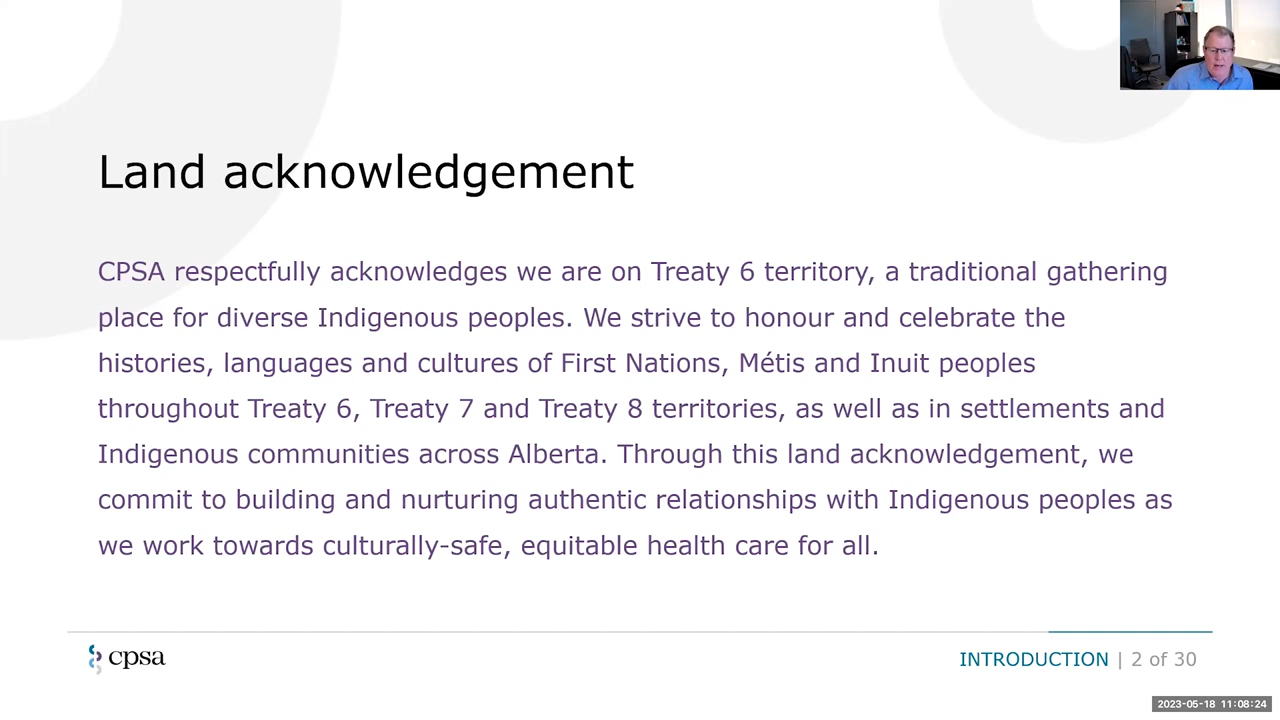 Land acknowledgement
CPSA respectfully acknowledges we are on Treaty 6 territory, a traditional gathering
place for diverse Indigenous peoples. We strive to honour and celebrate the
histories, languages and cultures of First Nations, Métis and Inuit peoples
throughout Treaty 6, Treaty 7 and Treaty 8 territories, as well as in settlements and
Indigenous communities across Alberta. Through this land acknowledgement, we
commit to building and nurturing authentic relationships with Indigenous peoples as
we work towards culturally-safe, equitable health care for all.
cpsa
INTRODUCTION | 2 of 30
2023-05-18 11:08:24